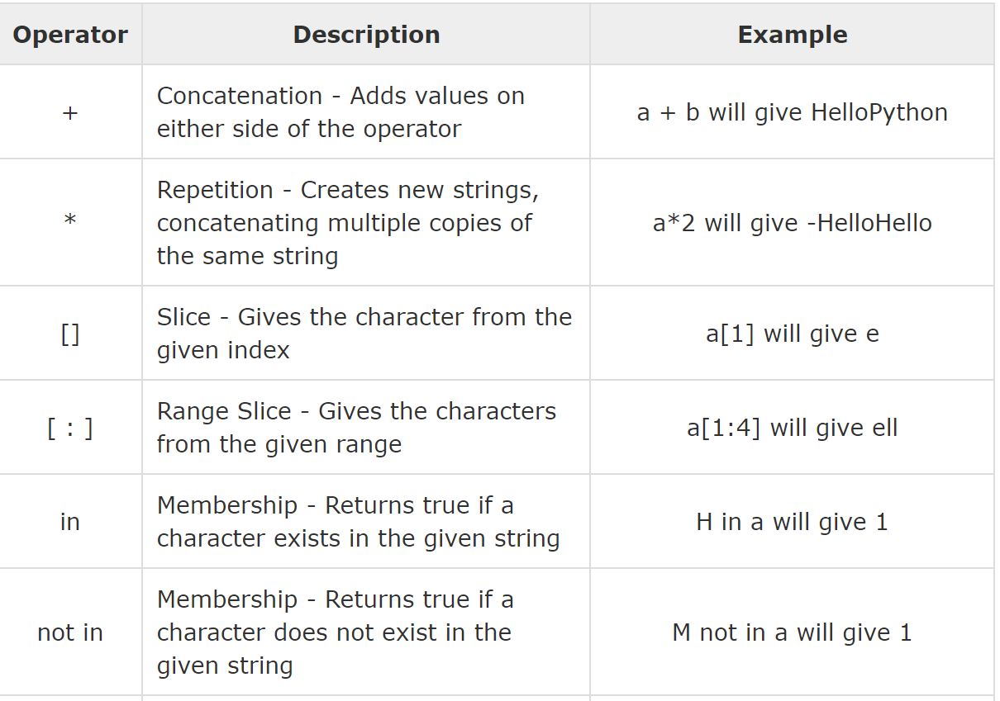 Operator Description Example
+ Concatenation - Adds values on
either side of the operator
a + b will give HelloPython
* Repetition - Creates new strings,
concatenating multiple copies of
the same string
a*2 will give -HelloHello
[] Slice - Gives the character from the
given index
a[1] will give e
[ : ] Range Slice - Gives the characters
from the given range
a[1:4] will give ell
in Membership - Returns true if a
character exists in the given string
H in a will give 1
not in Membership - Returns true if a
character does not exist in the
given string
M not in a will give 1